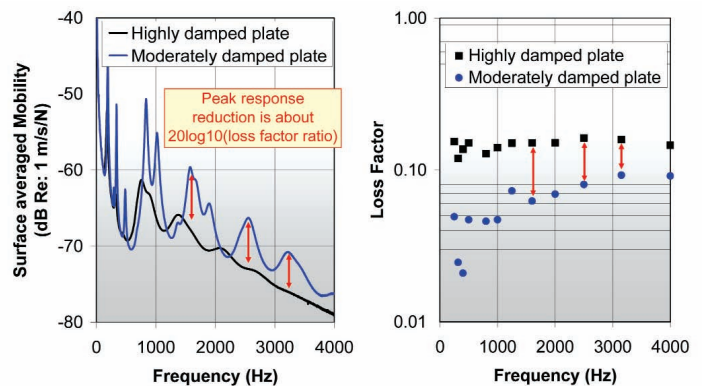 Highly damped plate
Moderately damped plate
Peak response
reduction is about
20log10(loss factor ratio)
Surface averaged Mobility
(dB Re: 1 m/s/N)
-40
-50
-60
-70
-80
0
1000
2000
3000
4000
Frequency (Hz)
Highly damped plate
Moderately damped plate
Loss Factor
1.00
0.10
0.01
0
1000
2000
3000
4000
Frequency (Hz)